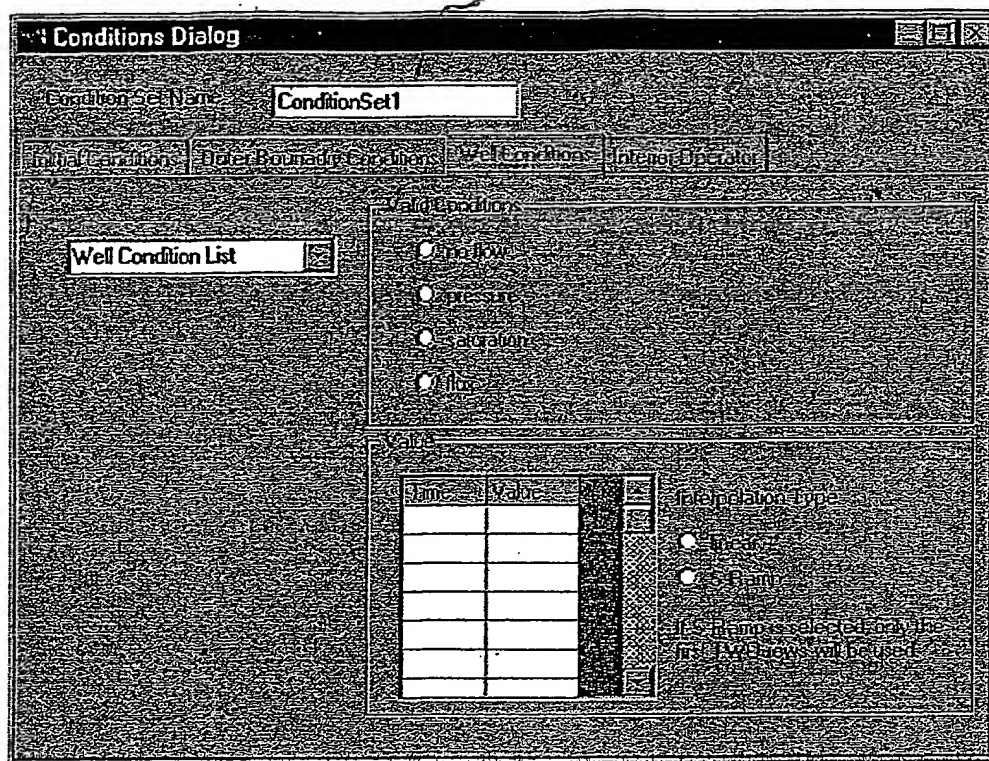 Conditions Dialog
Condition Set Name ConditionSet1
Initial Conditions Outer Boundary Conditions Well Conditions Interior Operator
Valid Conditions
Well Condition List
no flow
pressure
saturation
flux
Value
Time Value
Interpolation Type
linear
S Ramp
If S Ramp is selected, only the
first TWO rows will be used.